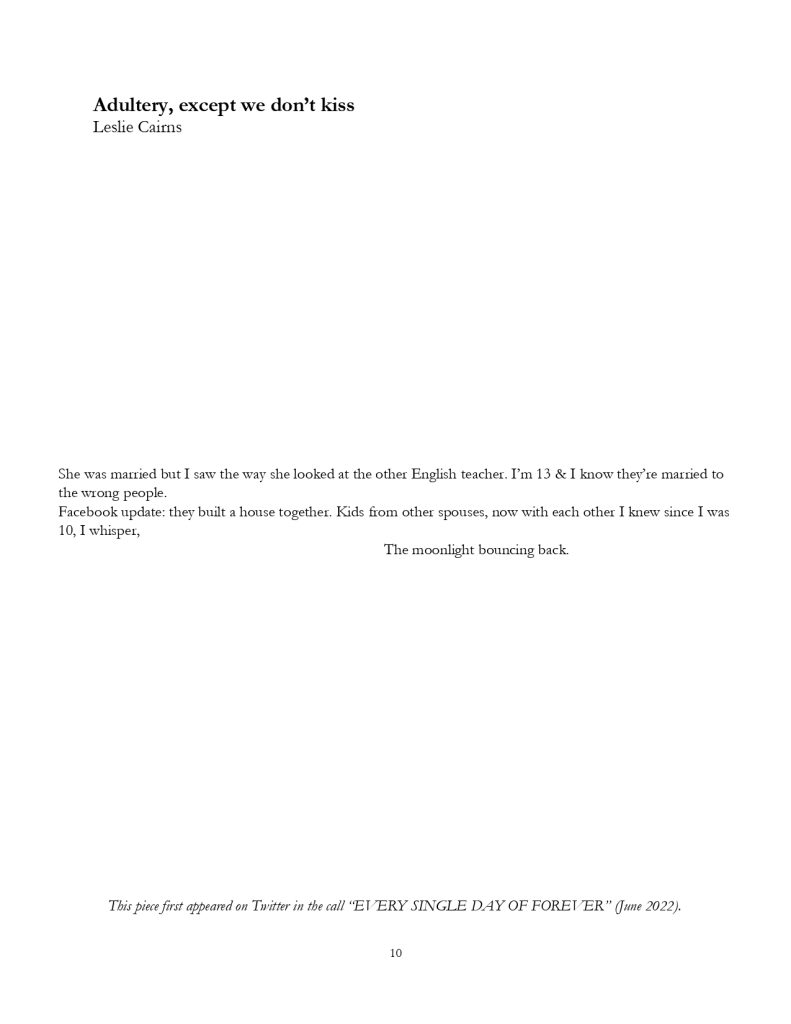 Adultery, except we don’t kiss
Leslie Cairns
She was married but I saw the way she looked at the other English teacher. I’m 13 & I know they’re married to
the wrong people.
Facebook update: they built a house together. Kids from other spouses, now with each other I knew since I was
10, I whisper,
The moonlight bouncing back.
This piece first appeared on Twitter in the call “EVERY SINGLE DAY OF FOREVER” (June 2022).
10